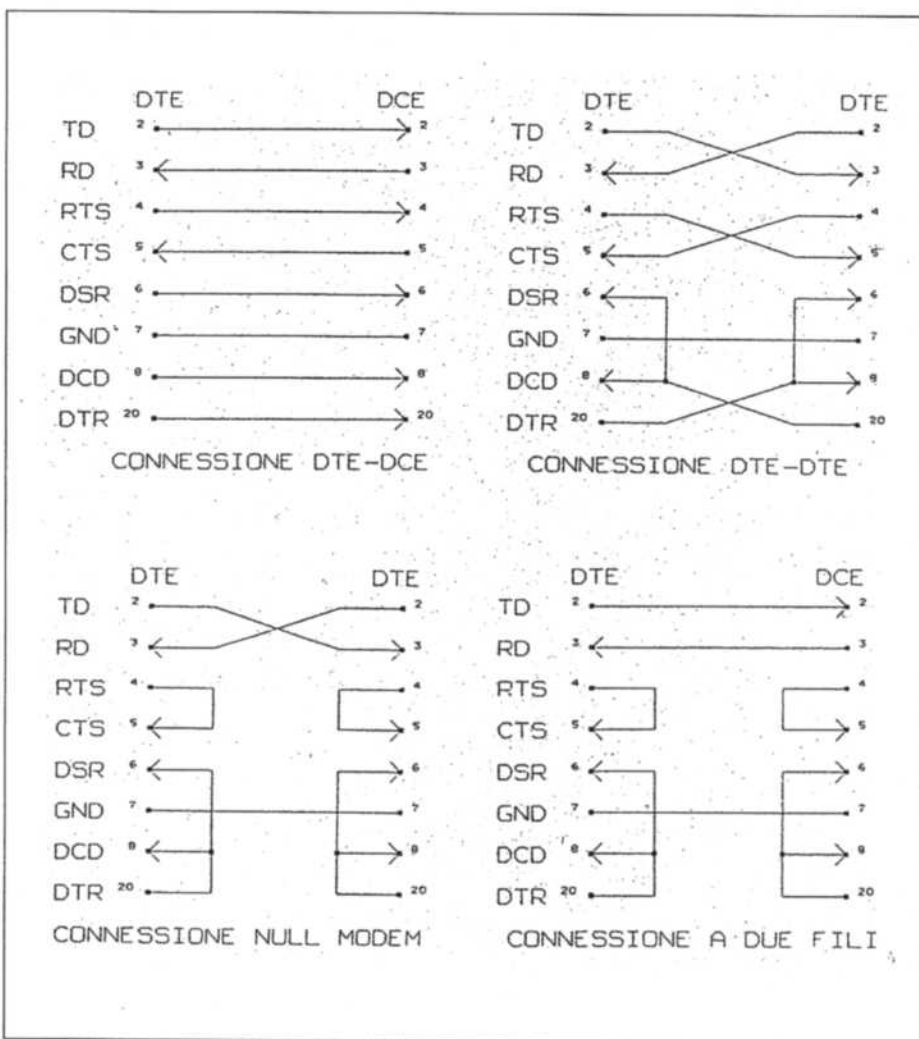 DTE DCE
TD 2 2
RD 3 3
RTS 4 4
CTS 5 5
DSR 6 6
GND 7 7
DCD 8 8
DTR 20 20
CONNESSIONE DTE-DCE
DTE DTE
TD 2 2
RD 3 3
RTS 4 4
CTS 5 5
DSR 6 6
GND 7 7
DCD 8 8
DTR 20 20
CONNESSIONE DTE-DTE
DTE DTE
TD 2 2
RD 3 3
RTS 4 4
CTS 5 5
DSR 6 6
GND 7 7
DCD 8 8
DTR 20 20
CONNESSIONE NULL MODEM
DTE DCE
TD 2 2
RD 3 3
RTS 4 4
CTS 5 5
DSR 6 6
GND 7 7
DCD 8 8
DTR 20 20
CONNESSIONE A DUE FILI